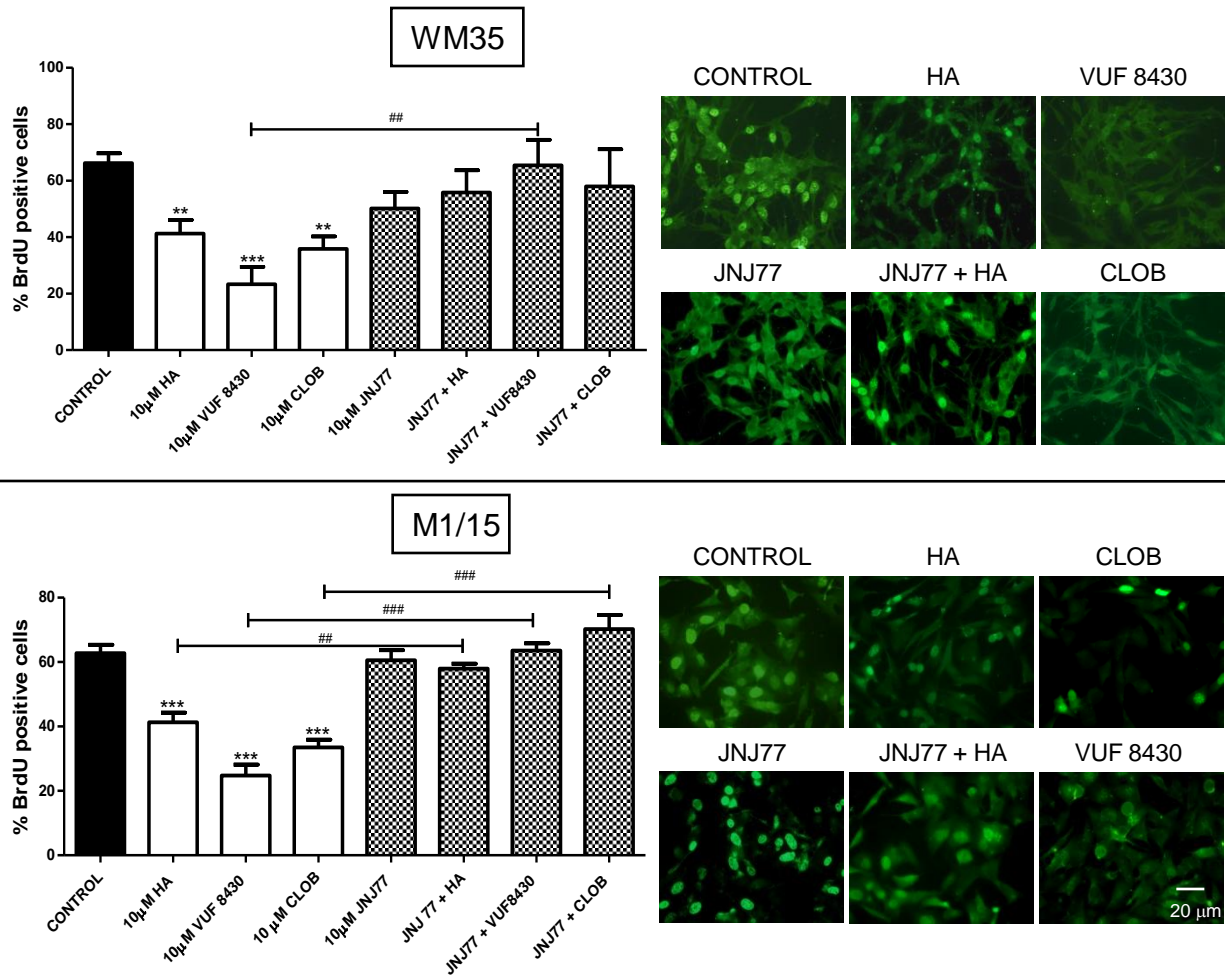 WM35
% BrdU positive cells
100
80
60
40
20
0
##
**
***
**
CONTROL
10μM HA
10μM VUF 8430
10μM CLOB
10μM JNJ77
JNJ77 + HA
JNJ77 + VUF8430
JNJ77 + CLOB
CONTROL
HA
VUF 8430
JNJ77
JNJ77 + HA
CLOB
M1/15
% BrdU positive cells
80
60
40
20
0
###
###
##
***
***
***
CONTROL
10μM HA
10μM VUF 8430
10 μM CLOB
10μM JNJ77
JNJ 77 + HA
JNJ77 + VUF8430
JNJ77 + CLOB
CONTROL
HA
CLOB
JNJ77
JNJ77 + HA
VUF 8430
20 μm